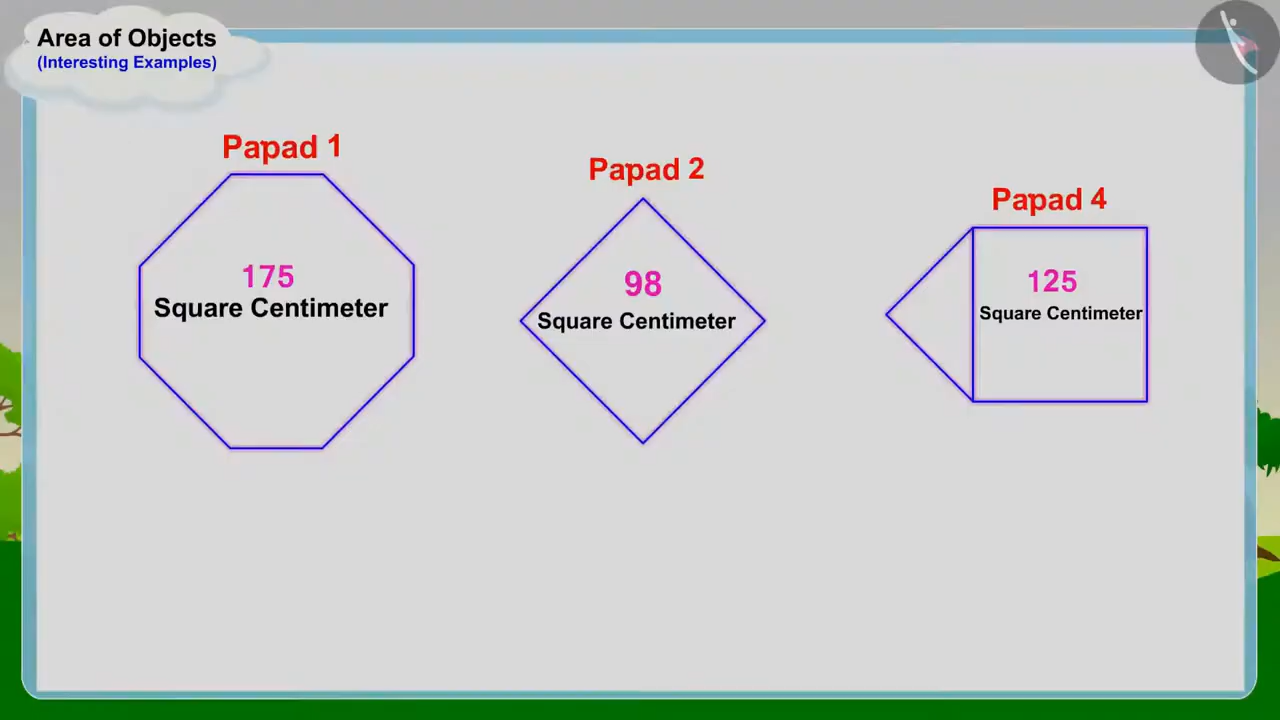 Area of Objects
(Interesting Examples)
Papad 1
175
Square Centimeter
Papad 2
98
Square Centimeter
Papad 4
125
Square Centimeter